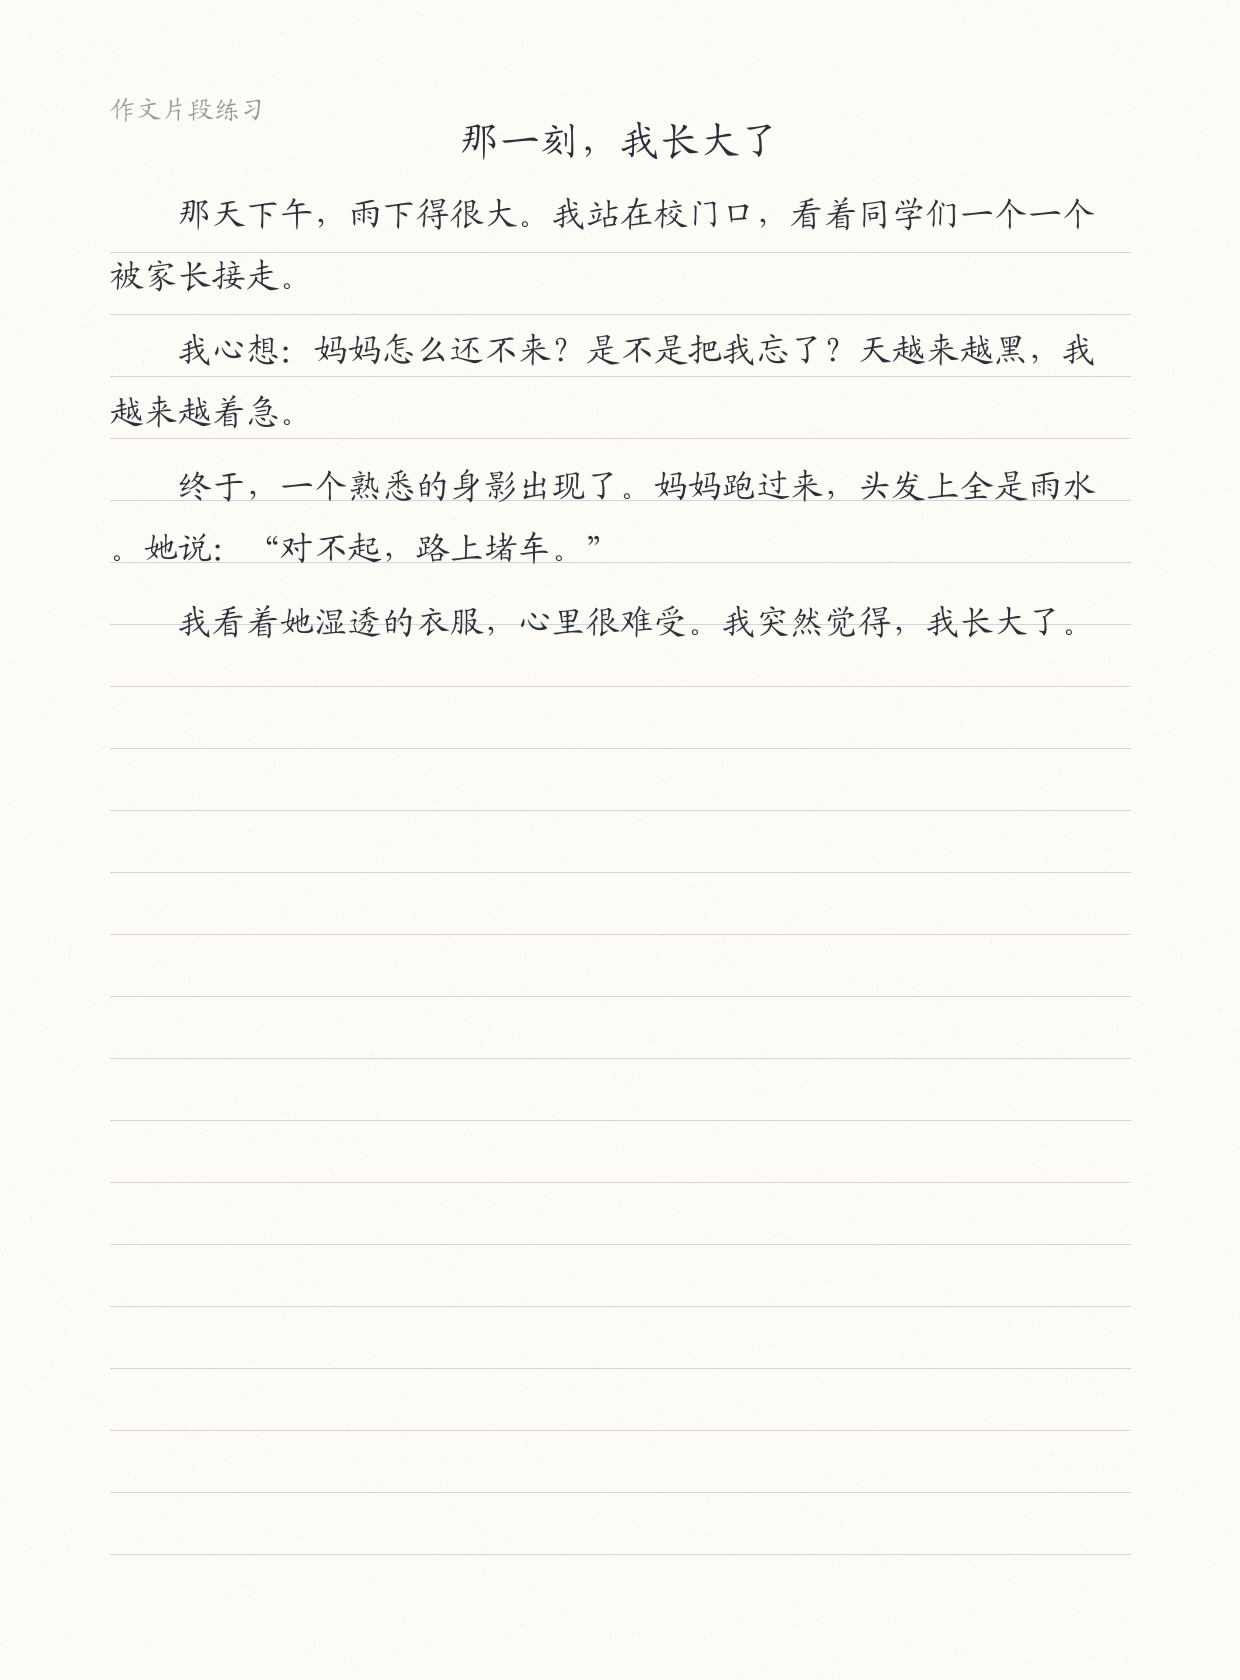 作文片段练习
那一刻，我长大了
那天下午，雨下得很大。我站在校门口，看着同学们一个一个
被家长接走。
我心想：妈妈怎么还不来？是不是把我忘了？天越来越黑，我
越来越着急。
终于，一个熟悉的身影出现了。妈妈跑过来，头发上全是雨水
。她说：“对不起，路上堵车。”
我看着她湿透的衣服，心里很难受。我突然觉得，我长大了。